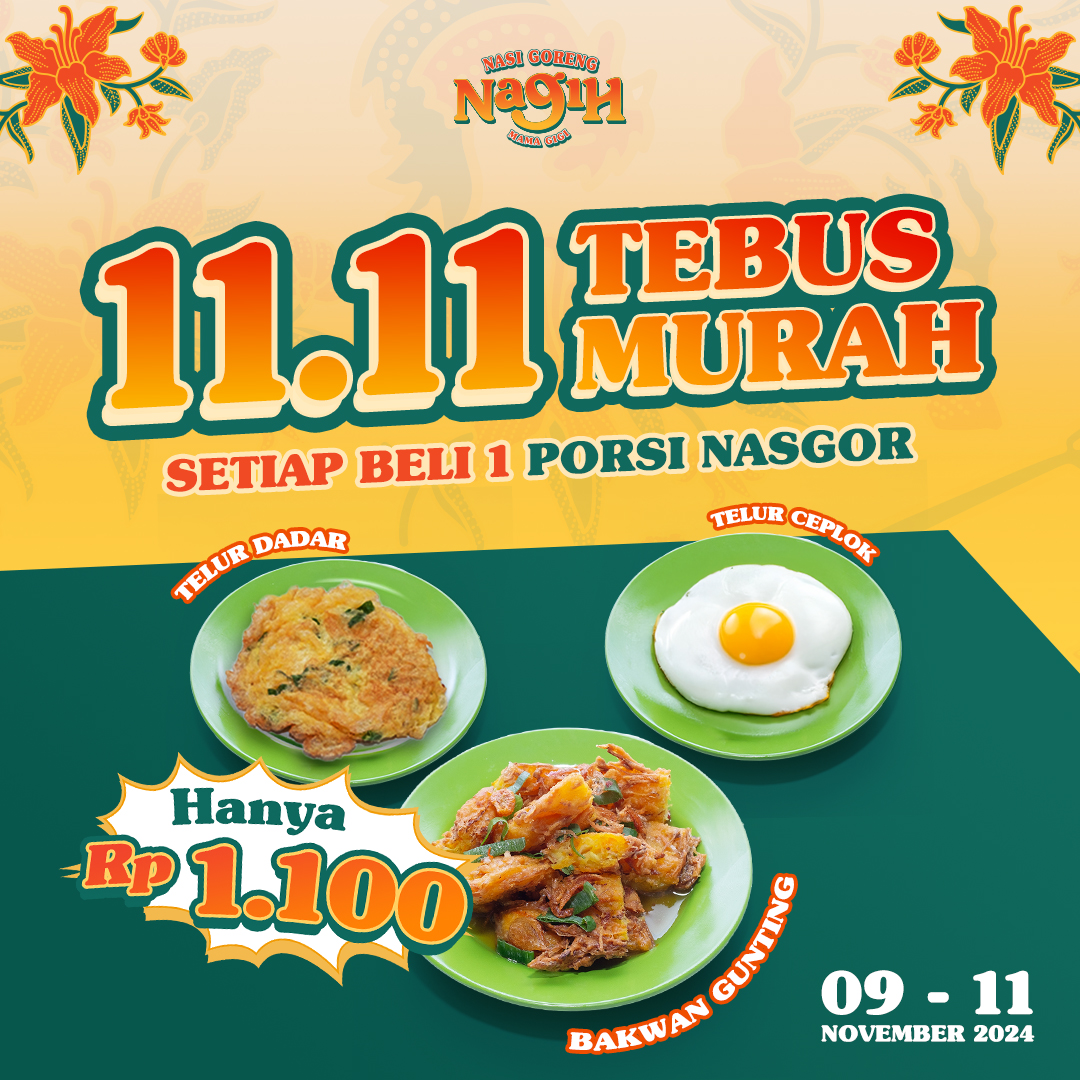 NASI GORENG
NagiH
MAMA GIGI
11.11 TEBUS
MURAH
SETIAP BELI 1 PORSI NASGOR
TELUR DADAR
TELUR CEPLOK
Hanya
Rp 1.100
BAKWAN GUNTING
09 - 11
NOVEMBER 2024